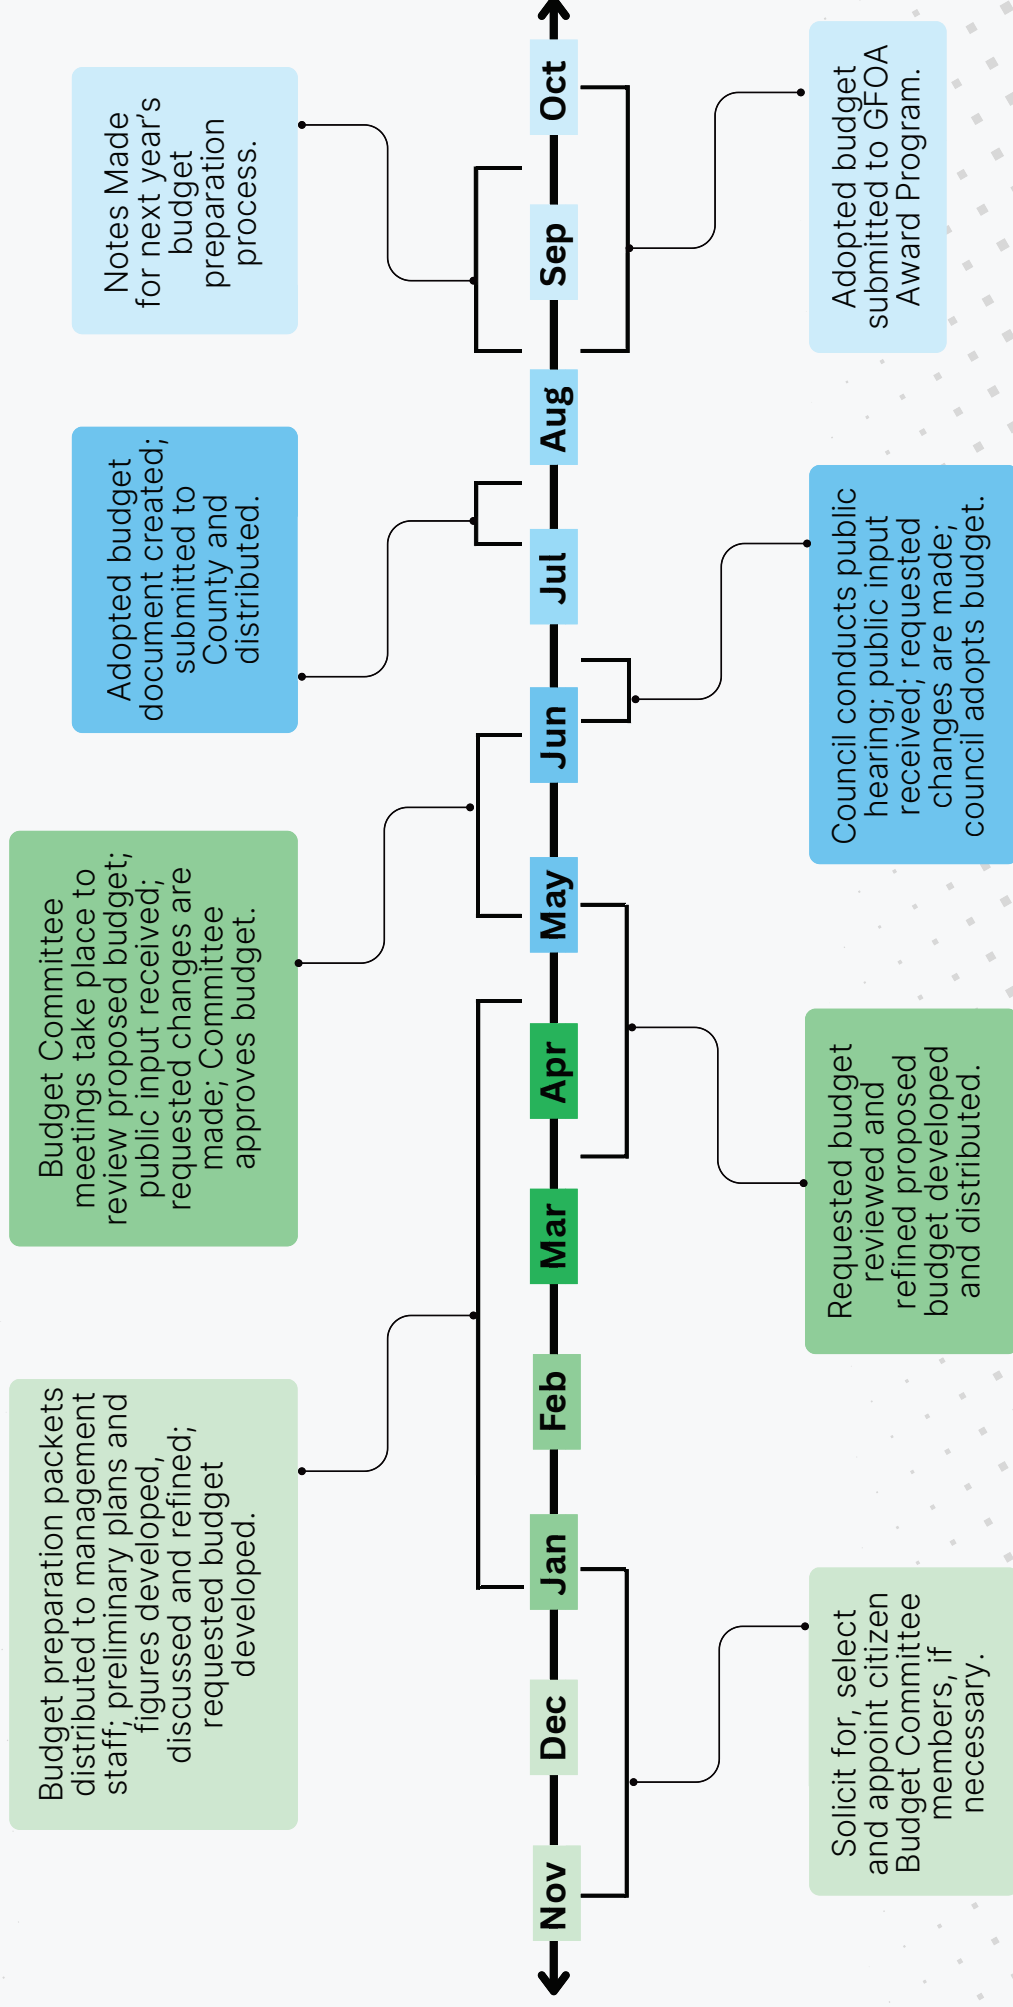 Budget preparation packets
distributed to management
staff; preliminary plans and
figures developed,
discussed and refined;
requested budget
developed.
Budget Committee
meetings take place to
review proposed budget;
public input received;
requested changes are
made; Committee
approves budget.
Adopted budget
document created;
submitted to
County and
distributed.
Notes Made
for next year's
budget
preparation
process.
Nov
Dec
Jan
Feb
Mar
Apr
May
Jun
Jul
Aug
Sep
Oct
Solicit for, select
and appoint citizen
Budget Committee
members, if
necessary.
Requested budget
reviewed and
refined proposed
budget developed
and distributed.
Council conducts public
hearing; public input
received; requested
changes are made;
council adopts budget.
Adopted budget
submitted to GFOA
Award Program.